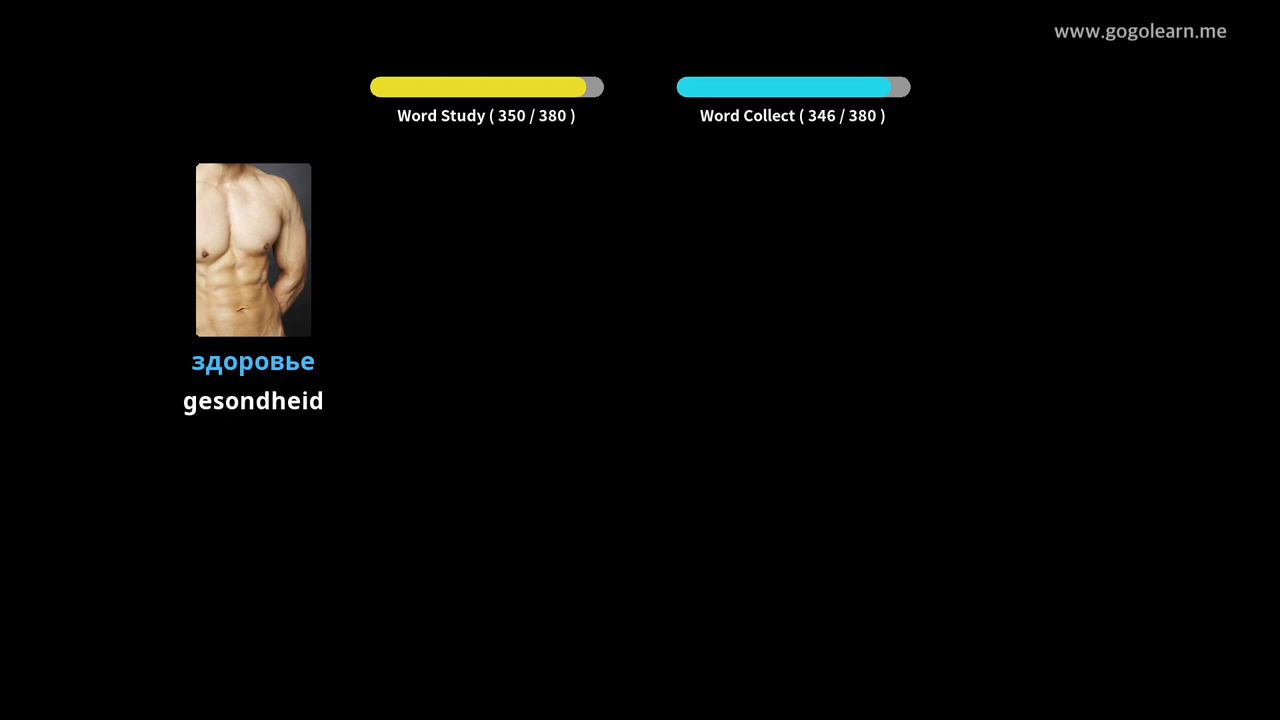 www.gogolearn.me
Word Study ( 350 / 380 )
Word Collect ( 346 / 380 )
здоровье
gesondheid